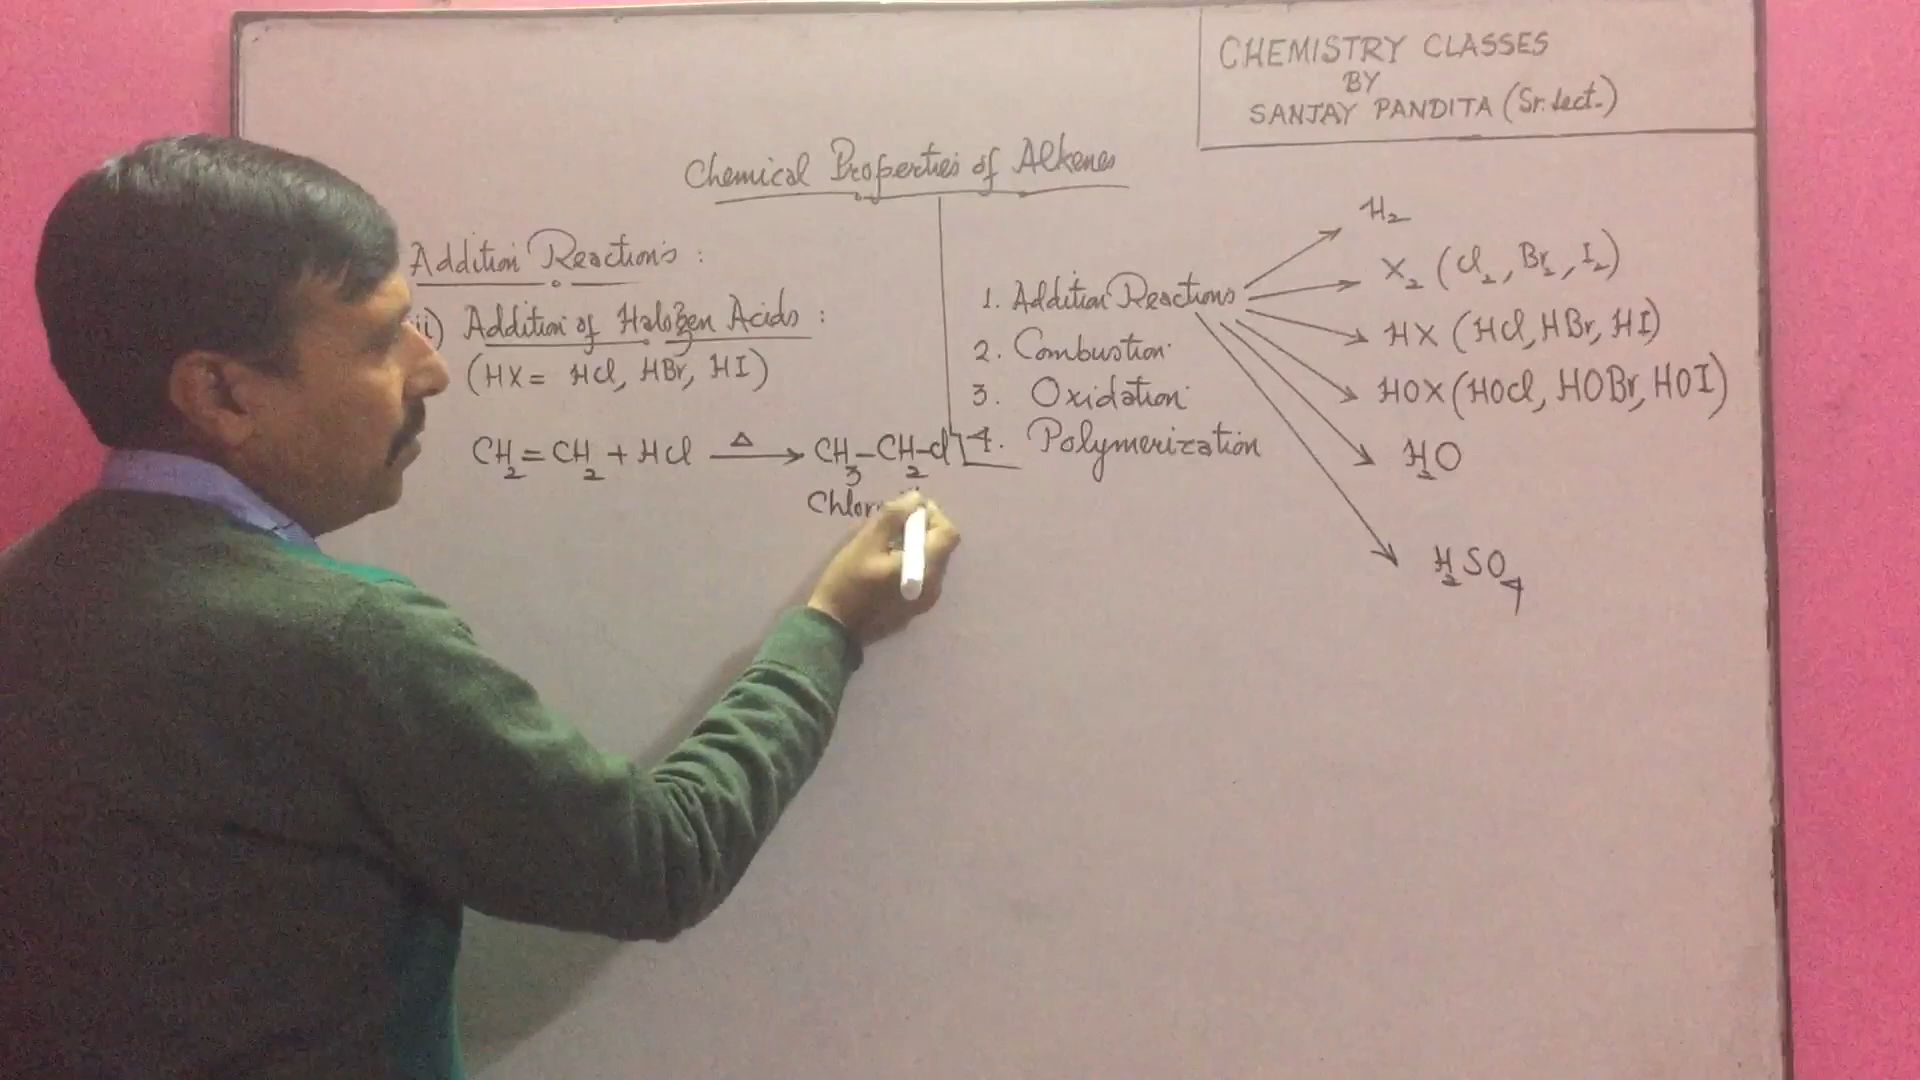 CHEMISTRY CLASSES
BY
SANJAY PANDITA (Sr. Lect.)
Chemical Properties of Alkenes
Addition Reactions :
ii) Addition of Halogen Acids :
(HX = HCl, HBr, HI)
CH₂=CH₂ + HCl —Δ→ CH₃-CH₂-Cl
Chlor
1. Addition Reactions
2. Combustion
3. Oxidation
4. Polymerization
H₂
X₂ (Cl₂, Br₂, I₂)
HX (HCl, HBr, HI)
HOX (HOCl, HOBr, HOI)
H₂O
H₂SO₄